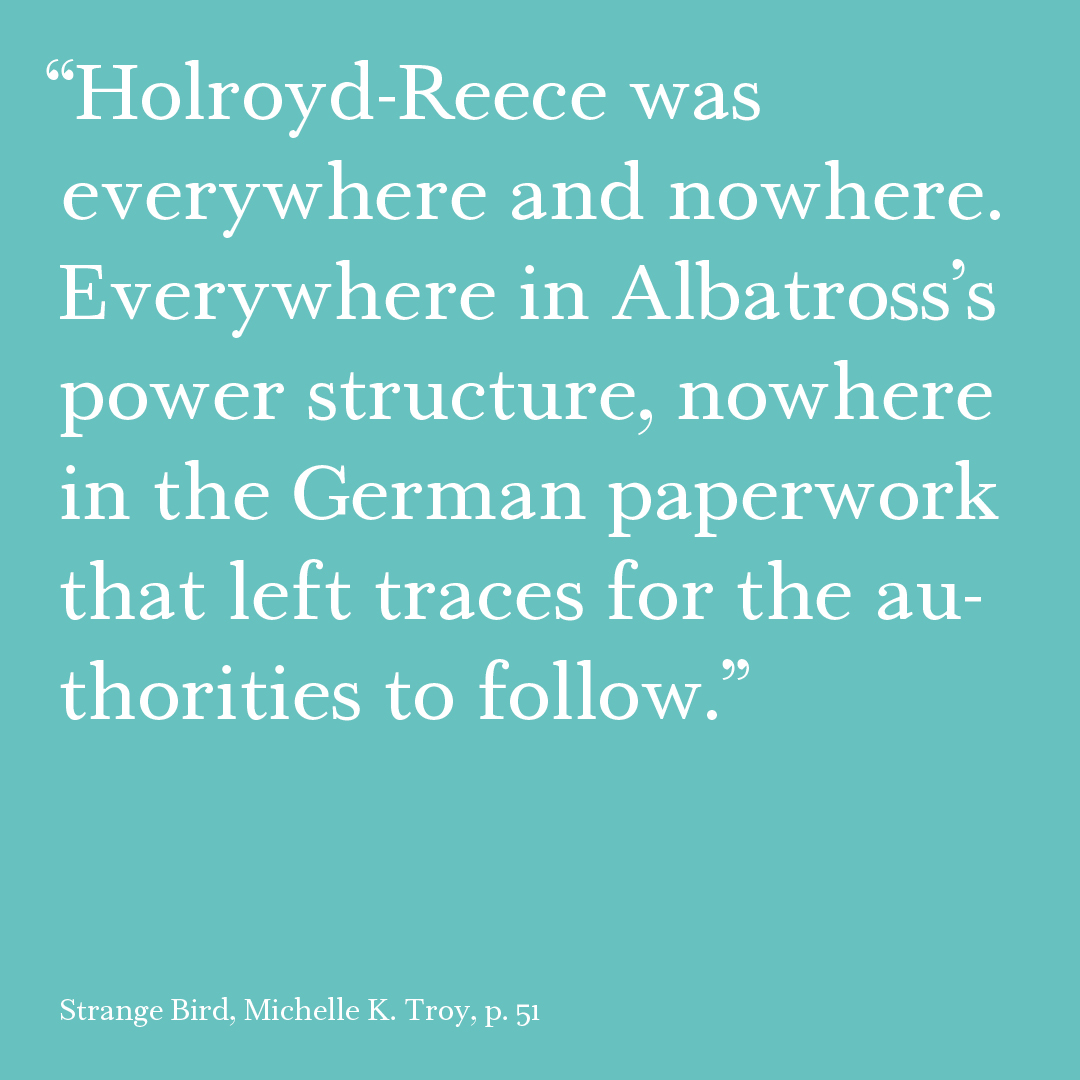 “Holroyd-Reece was
everywhere and nowhere.
Everywhere in Albatross’s
power structure, nowhere
in the German paperwork
that left traces for the au-
thorities to follow.”
Strange Bird, Michelle K. Troy, p. 51